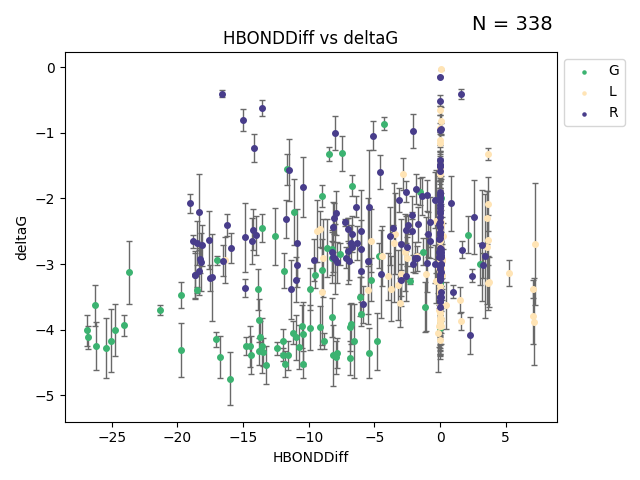 N = 338
HBONDDiff vs deltaG
G
L
R
0
−1
−2
−3
−4
−5
deltaG
−25 −20 −15 −10 −5 0 5
HBONDDiff